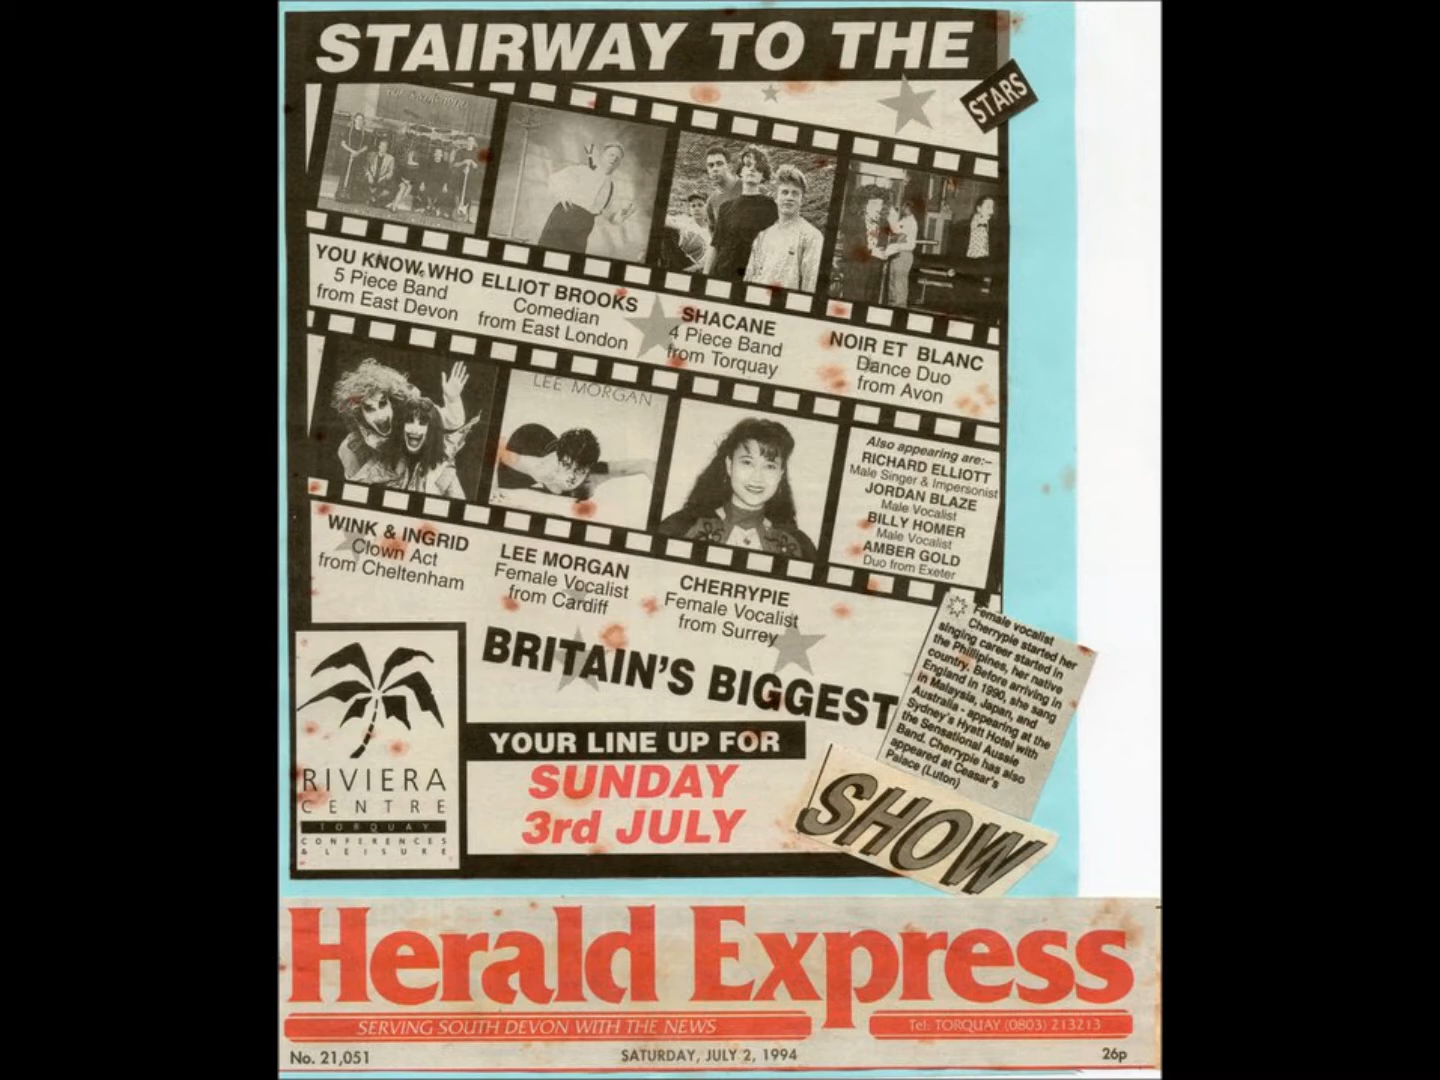 STAIRWAY TO THE
STARS
YOU KNOW WHO
5 Piece Band
from East Devon
ELLIOT BROOKS
Comedian
from East London
SHACANE
4 Piece Band
from Torquay
NOIR ET BLANC
Dance Duo
from Avon
LEE MORGAN
Also appearing are:-
RICHARD ELLIOTT
Male Singer & Impersonist
JORDAN BLAZE
Male Vocalist
BILLY HOMER
Male Vocalist
AMBER GOLD
Duo from Exeter
WINK & INGRID
Clown Act
from Cheltenham
LEE MORGAN
Female Vocalist
from Cardiff
CHERRYPIE
Female Vocalist
from Surrey
Female vocalist
Cherrypie started her
singing career started in
the Phillipines, her native
country. Before arriving in
England in 1990, she sang
in Malaysia, Japan, and
Australia - appearing at the
Sydney's Hyatt Hotel with
the Sensational Aussie
Band. Cherrypie has also
appeared at Ceasar's
Palace (Luton)
BRITAIN'S BIGGEST
SHOW
YOUR LINE UP FOR
SUNDAY
3rd JULY
RIVIERA
CENTRE
TORQUAY
CONFERENCES
& LEISURE
Herald Express
SERVING SOUTH DEVON WITH THE NEWS
Tel: TORQUAY (0803) 213213
No. 21,051
SATURDAY, JULY 2, 1994
26p